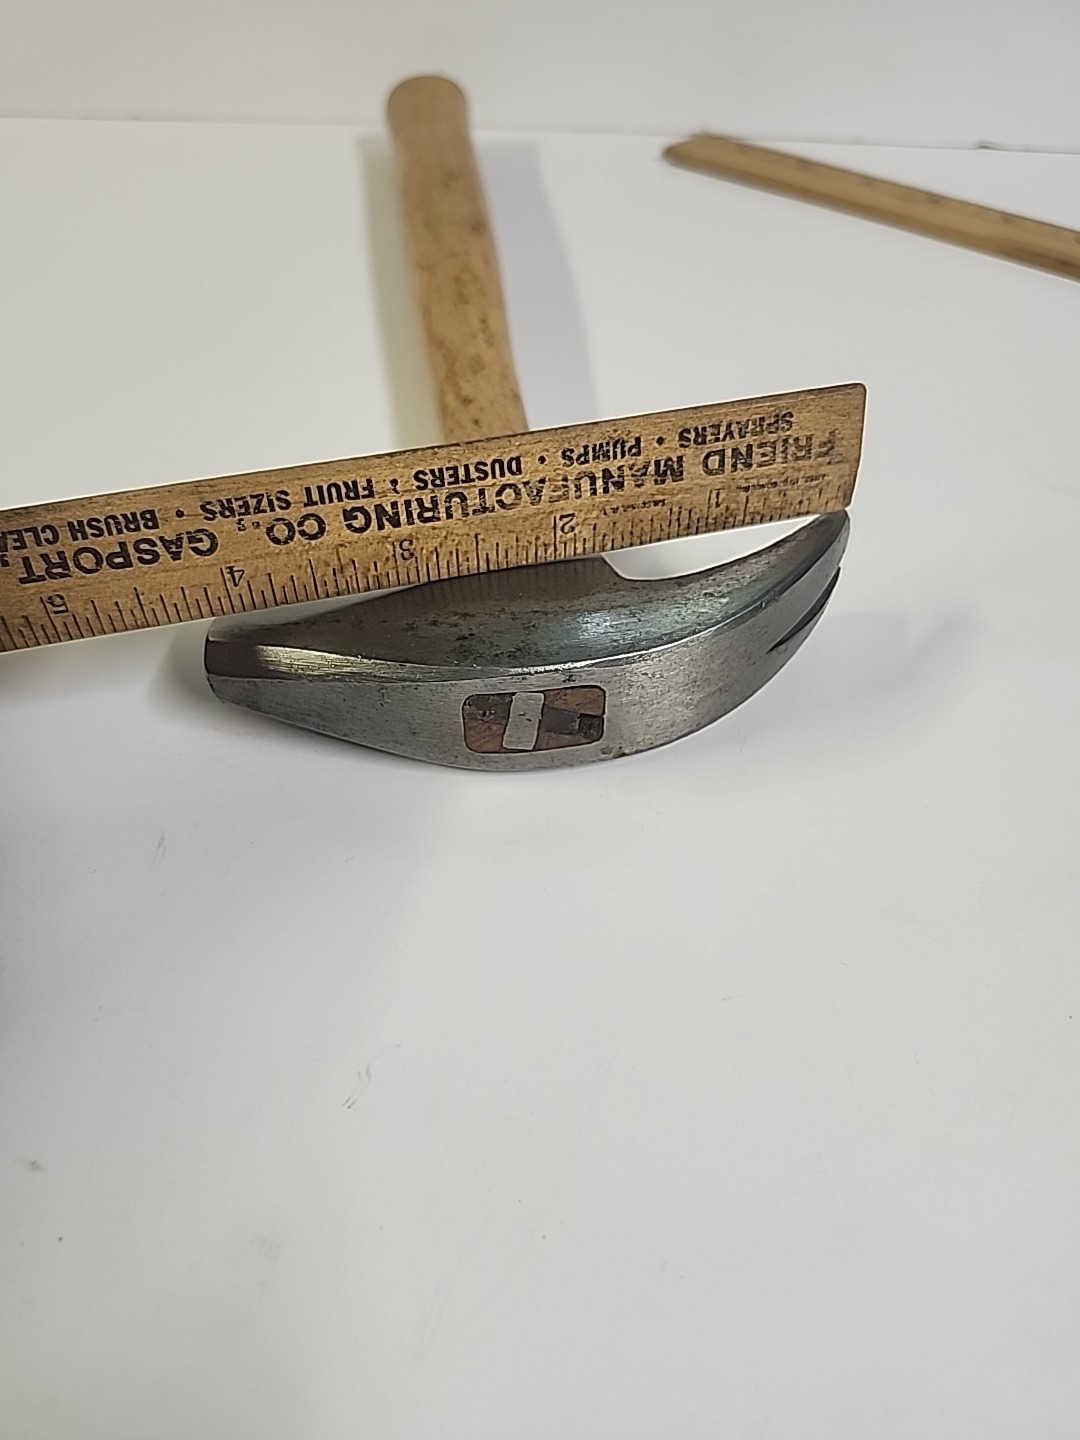 SPRAYERS • PUMPS • DUSTERS • FRUIT SIZERS • BRUSH CLEA
FRIEND MANUFACTURING CO., GASPORT,
1 2 3 4 5